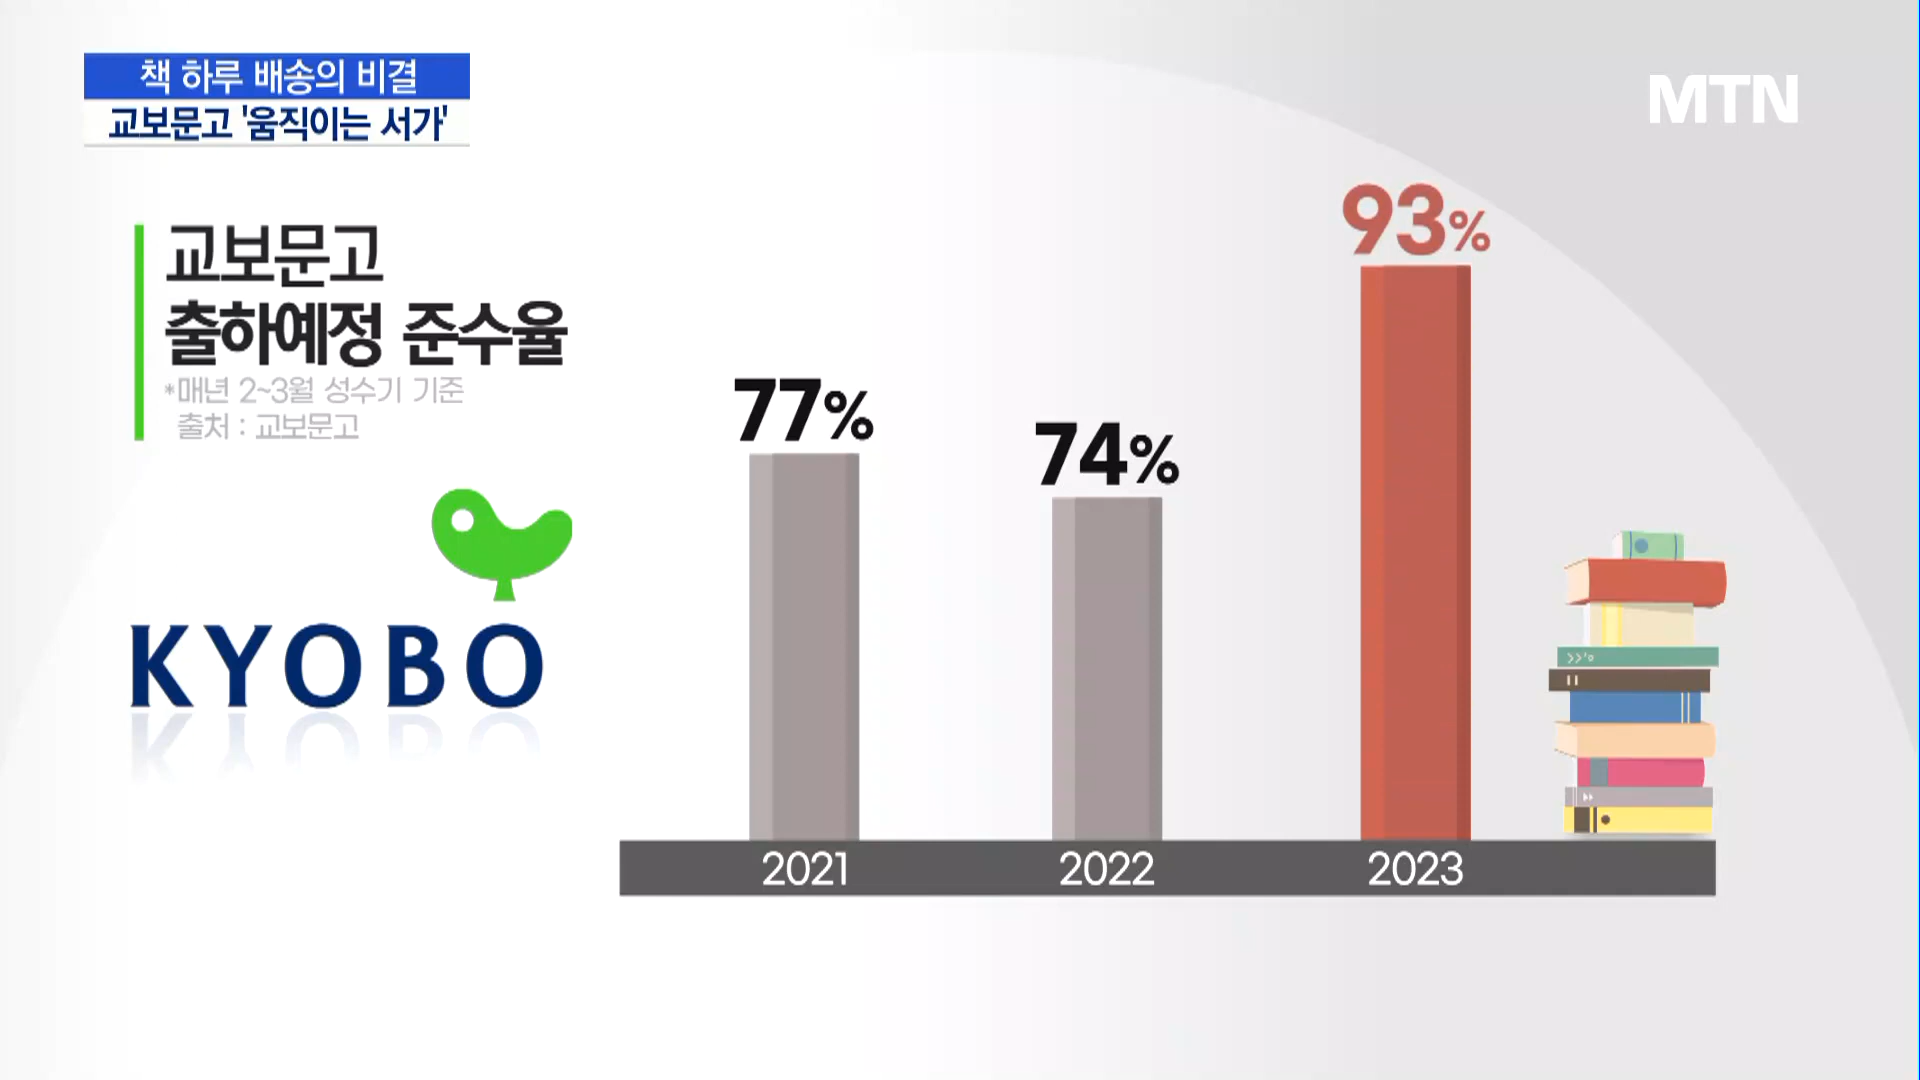 책 하루 배송의 비결
교보문고 '움직이는 서가'
MTN
교보문고
출하예정 준수율
*매년 2~3월 성수기 기준
출처 : 교보문고
KYOBO
77%
74%
93%
2021
2022
2023